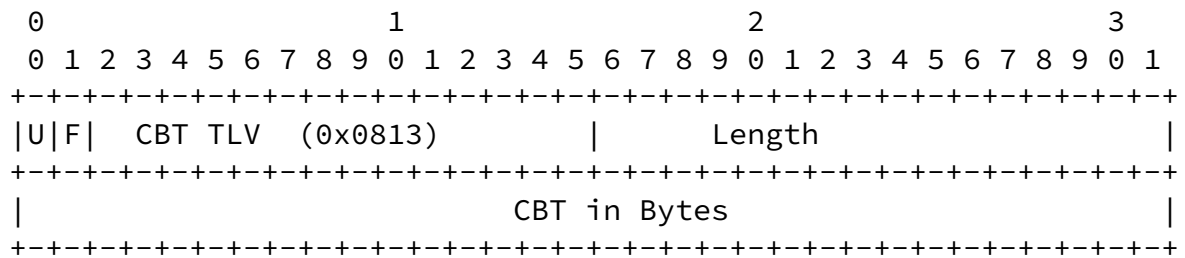 0                   1                   2                   3
 0 1 2 3 4 5 6 7 8 9 0 1 2 3 4 5 6 7 8 9 0 1 2 3 4 5 6 7 8 9 0 1
+-+-+-+-+-+-+-+-+-+-+-+-+-+-+-+-+-+-+-+-+-+-+-+-+-+-+-+-+-+-+-+-+
|U|F|  CBT TLV  (0x0813)        |      Length                   |
+-+-+-+-+-+-+-+-+-+-+-+-+-+-+-+-+-+-+-+-+-+-+-+-+-+-+-+-+-+-+-+-+
|                           CBT in Bytes                        |
+-+-+-+-+-+-+-+-+-+-+-+-+-+-+-+-+-+-+-+-+-+-+-+-+-+-+-+-+-+-+-+-+